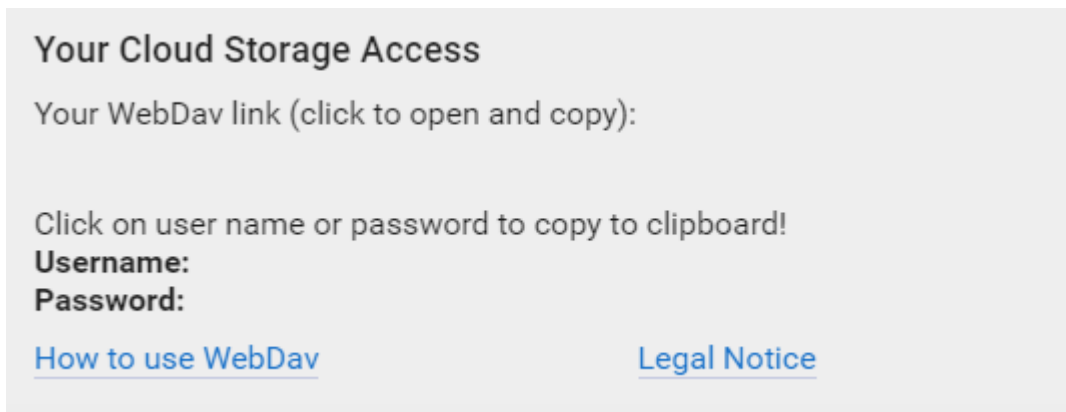 Your Cloud Storage Access
Your WebDav link (click to open and copy):
Click on user name or password to copy to clipboard!
Username:
Password:
How to use WebDav
Legal Notice